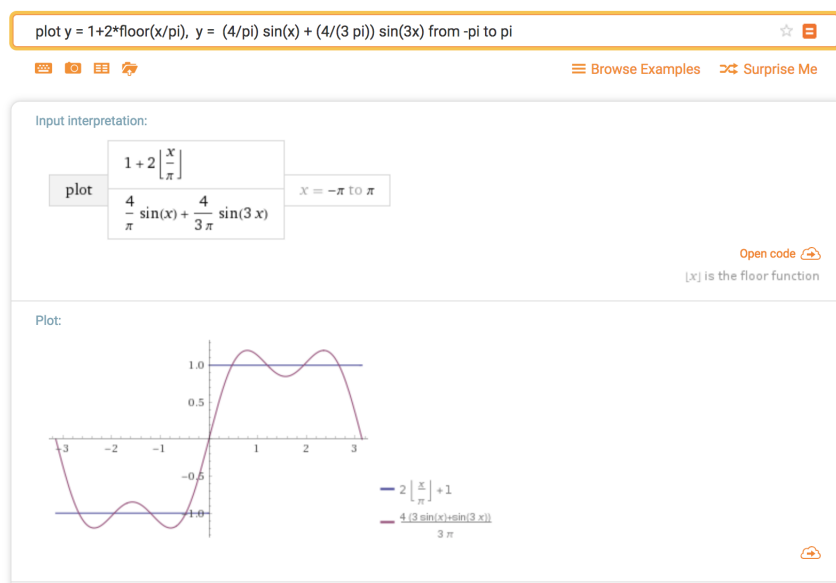 plot y = 1+2*floor(x/pi), y = (4/pi) sin(x) + (4/(3 pi)) sin(3x) from -pi to pi
Browse Examples Surprise Me
Input interpretation:
plot
1 + 2 ⌊x/π⌋
4/π sin(x) + 4/(3 π) sin(3 x)
x = -π to π
Open code
⌊x⌋ is the floor function
Plot:
1.0
0.5
-3 -2 -1 1 2 3
-0.5
-1.0
2 ⌊x/π⌋ + 1
4 (3 sin(x)+sin(3 x))
3 π